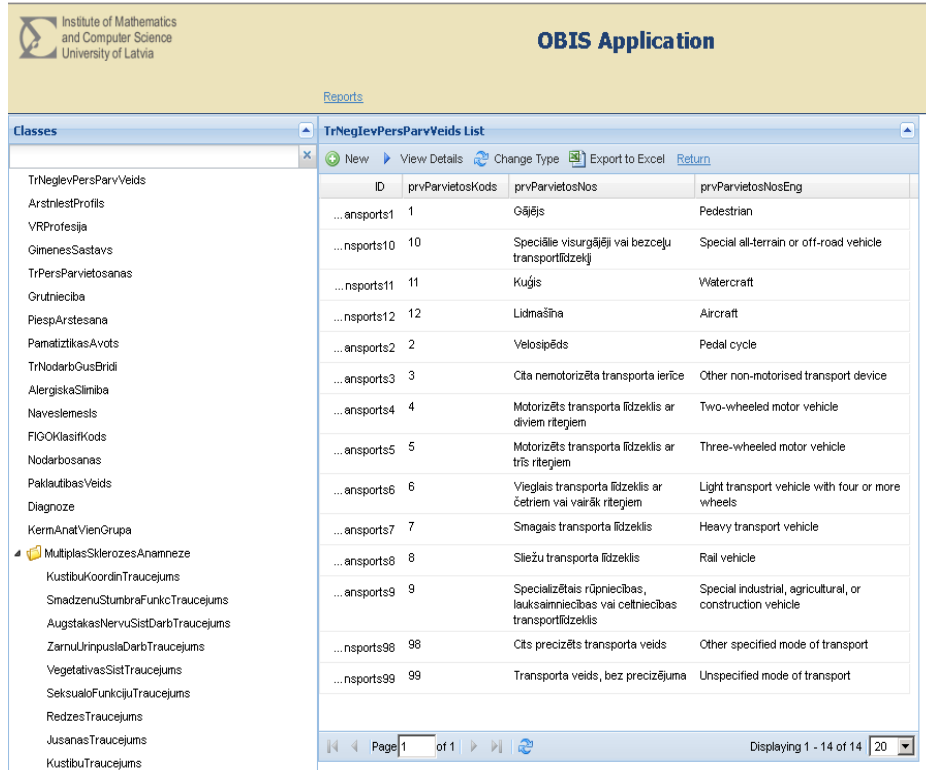 Institute of Mathematics
and Computer Science
University of Latvia
OBIS Application
Reports
Classes
TrNegIevPersParvVeids
ArstnIestProfils
VRProfesija
GimenesSastavs
TrPersParvietosanas
Grutnieciba
PiespArstesana
PamatiztikasAvots
TrNodarbGusBridi
AlergiskaSlimiba
NavesIemesls
FIGOKlasifKods
Nodarbosanas
PaklautibasVeids
Diagnoze
KermAnatVienGrupa
MultiplasSklerozesAnamneze
KustibuKoordinTraucejums
SmadzenuStumbraFunkcTraucejums
AugstakasNervuSistDarbTraucejums
ZarnuUrinpuslaDarbTraucejums
VegetativasSistTraucejums
SeksualoFunkcijuTraucejums
RedzesTraucejums
JusanasTraucejums
KustibuTraucejums
TrNegIevPersParvVeids List
New View Details Change Type Export to Excel Return
ID prvParvietosKods prvParvietosNos prvParvietosNosEng
...ansports1 1 Gājējs Pedestrian
...nsports10 10 Speciālie visurgājēji vai bezceļu Special all-terrain or off-road vehicle
transportlīdzekļi
...nsports11 11 Kuģis Watercraft
...nsports12 12 Lidmašīna Aircraft
...ansports2 2 Velosipēds Pedal cycle
...ansports3 3 Cita nemotorizēta transporta ierīce Other non-motorised transport device
...ansports4 4 Motorizēts transporta līdzeklis ar Two-wheeled motor vehicle
diviem riteņiem
...ansports5 5 Motorizēts transporta līdzeklis ar Three-wheeled motor vehicle
trīs riteņiem
...ansports6 6 Vieglais transporta līdzeklis ar Light transport vehicle with four or more
četriem vai vairāk riteņiem wheels
...ansports7 7 Smagais transporta līdzeklis Heavy transport vehicle
...ansports8 8 Sliežu transporta līdzeklis Rail vehicle
...ansports9 9 Specializētais rūpniecības, Special industrial, agricultural, or
lauksaimniecības vai celtniecības construction vehicle
transportlīdzeklis
...nsports98 98 Cits precizēts transporta veids Other specified mode of transport
...nsports99 99 Transporta veids, bez precizējuma Unspecified mode of transport
Page 1 of 1 Displaying 1 - 14 of 14 20